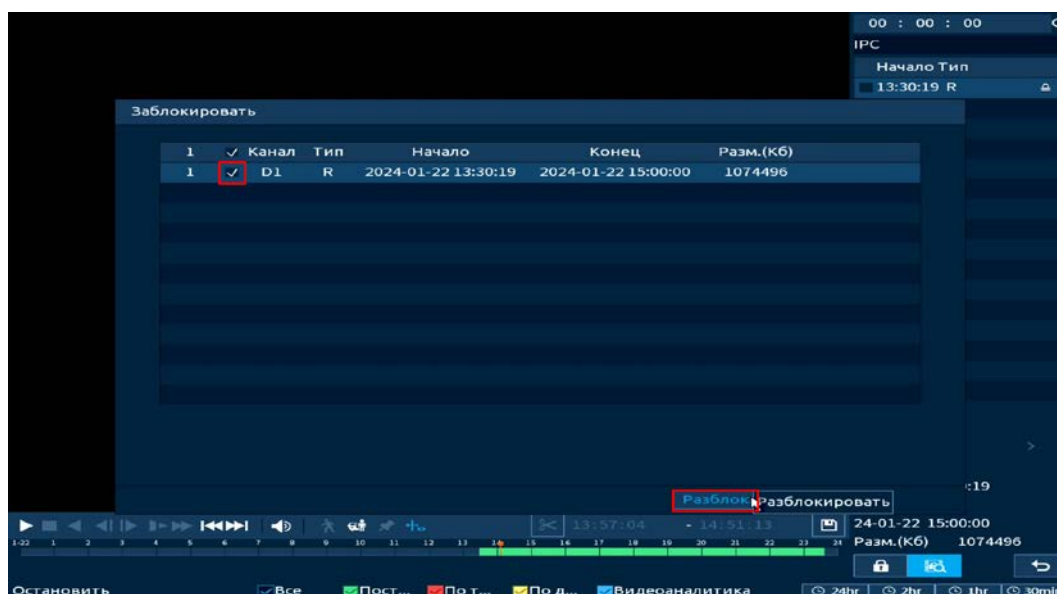 00 : 00 : 00
IPC
Начало Тип
13:30:19 R
Заблокировать
1 Канал Тип Начало Конец Разм.(Кб)
1 D1 R 2024-01-22 13:30:19 2024-01-22 15:00:00 1074496
:19
Разблок Разблокировать
13:57:04 - 14:51:13
24-01-22 15:00:00
1-22 1 2 3 4 5 6 7 8 9 10 11 12 13 14 15 16 17 18 19 20 21 22 23 24
Разм.(Кб) 1074496
Остановить Все Пост... По т... По д... Видеоаналитика 24hr 2hr 1hr 30mi